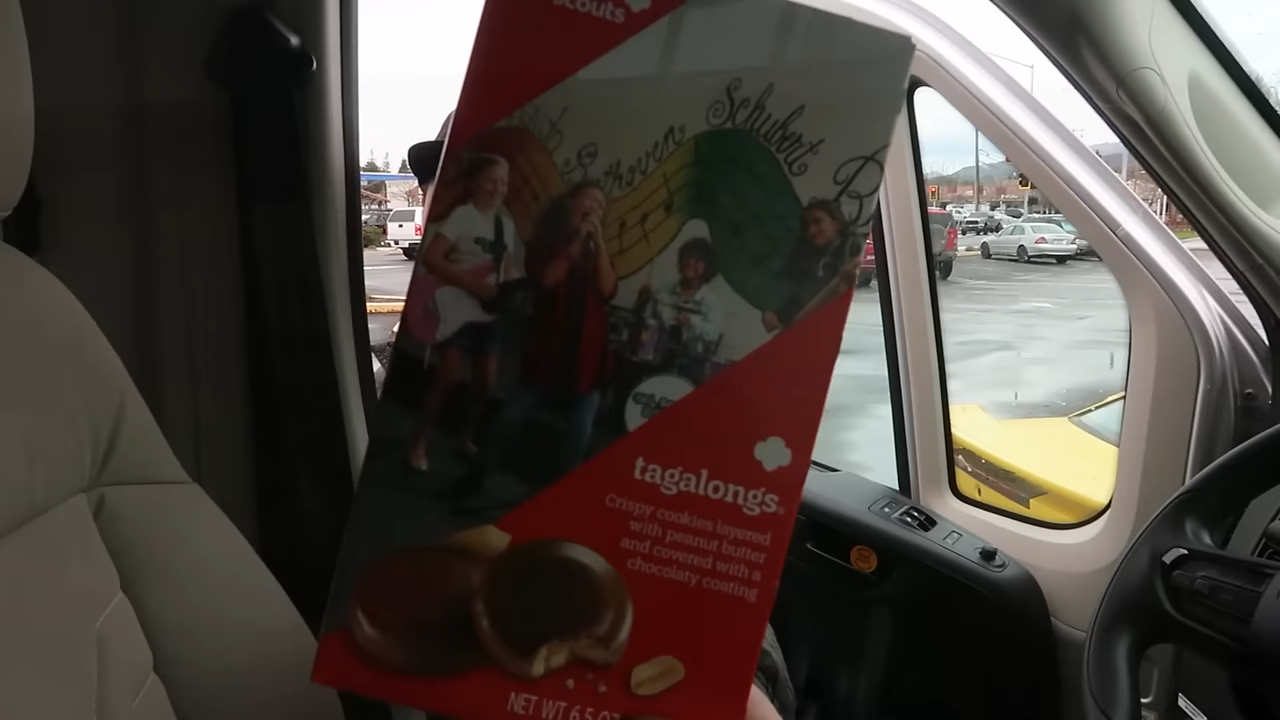 scouts
Schubert
Beethoven
B
tagalongs®
Crispy cookies layered
with peanut butter
and covered with a
chocolaty coating
NET WT 6.5 OZ